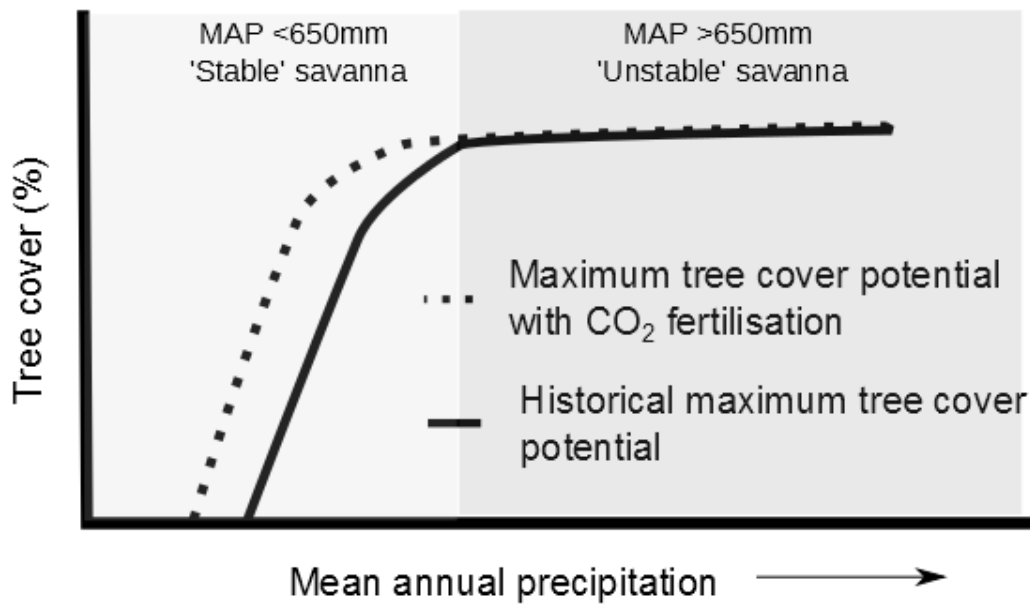 MAP <650mm
'Stable' savanna
MAP >650mm
'Unstable' savanna
Tree cover (%)
Maximum tree cover potential
with CO₂ fertilisation
Historical maximum tree cover
potential
Mean annual precipitation